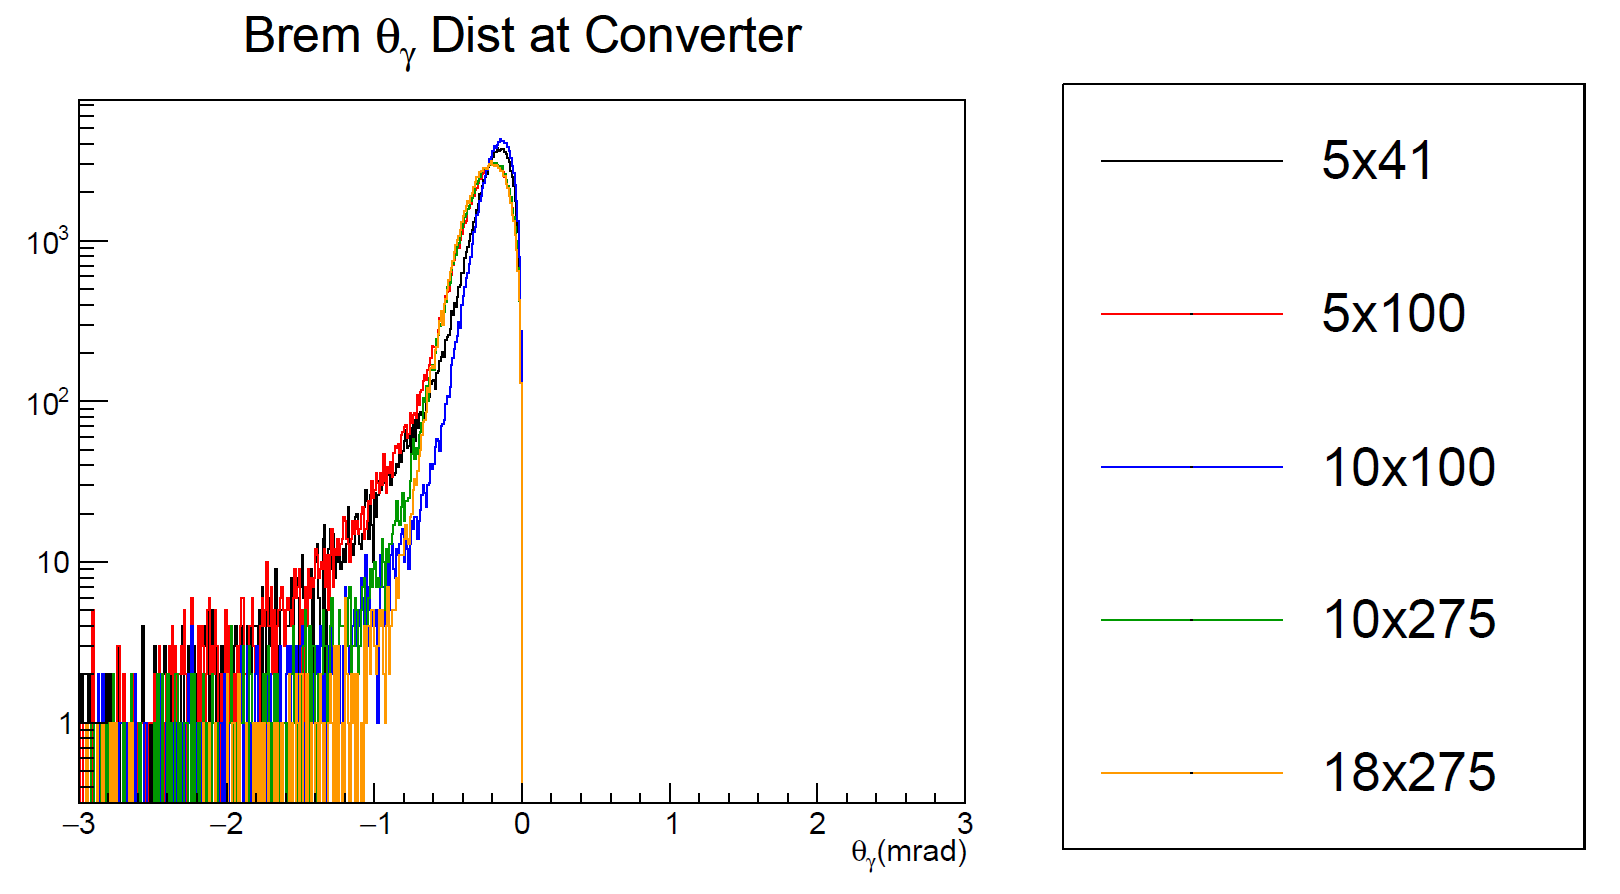 Brem θγ Dist at Converter
10³
10²
10
1
−3 −2 −1 0 1 2 3
θγ(mrad)
5x41
5x100
10x100
10x275
18x275